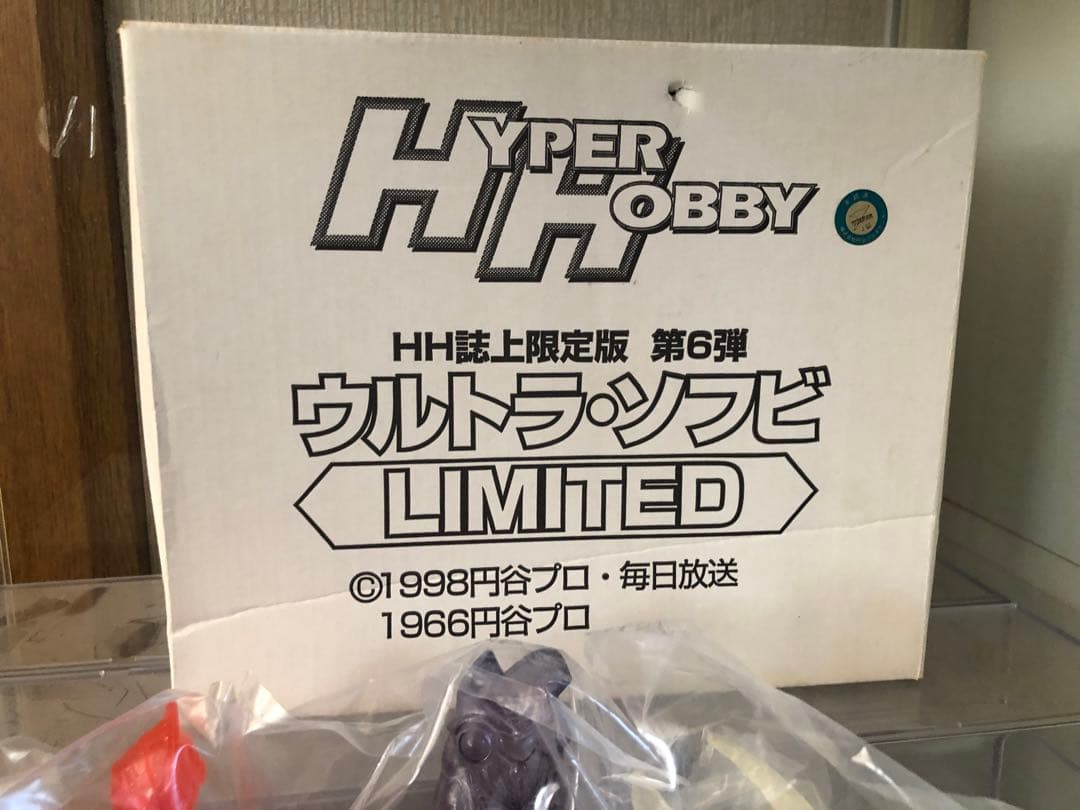 HYPER
HOBBY
HH誌上限定版 第6弾
ウルトラ・ソフビ
LIMITED
©1998円谷プロ・毎日放送
1966円谷プロ